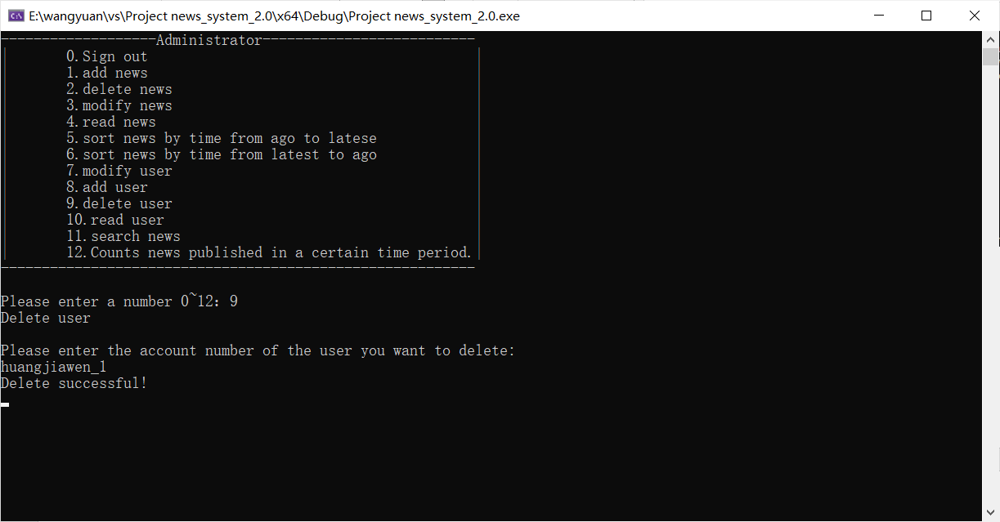 E:\wangyuan\vs\Project news_system_2.0\x64\Debug\Project news_system_2.0.exe
-------------------Administrator--------------------------
0.Sign out
1.add news
2.delete news
3.modify news
4.read news
5.sort news by time from ago to latese
6.sort news by time from latest to ago
7.modify user
8.add user
9.delete user
10.read user
11.search news
12.Counts news published in a certain time period.
----------------------------------------------------------
Please enter a number 0~12: 9
Delete user
Please enter the account number of the user you want to delete:
huangjiawen_1
Delete successful!